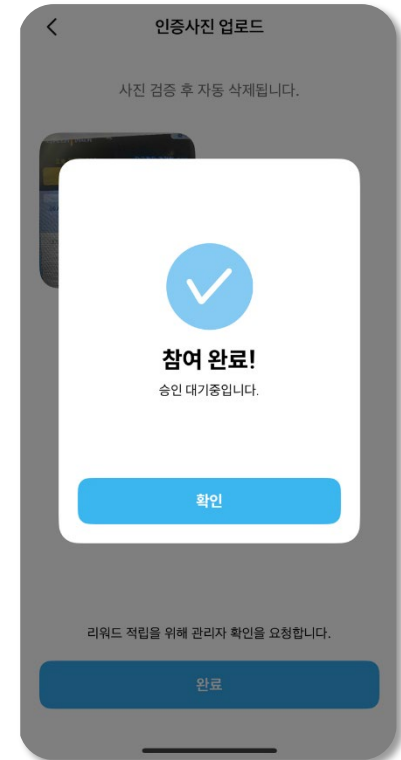 인증사진 업로드
사진 검증 후 자동 삭제됩니다.
참여 완료!
승인 대기중입니다.
확인
리워드 적립을 위해 관리자 확인을 요청합니다.
완료